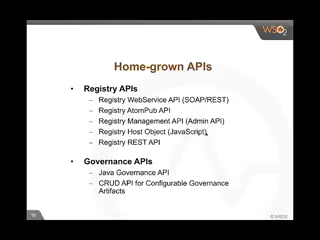 WSO2
Home-grown APIs
• Registry APIs
– Registry WebService API (SOAP/REST)
– Registry AtomPub API
– Registry Management API (Admin API)
– Registry Host Object (JavaScript)
– Registry REST API
• Governance APIs
– Java Governance API
– CRUD API for Configurable Governance
Artifacts
15
© WSO2